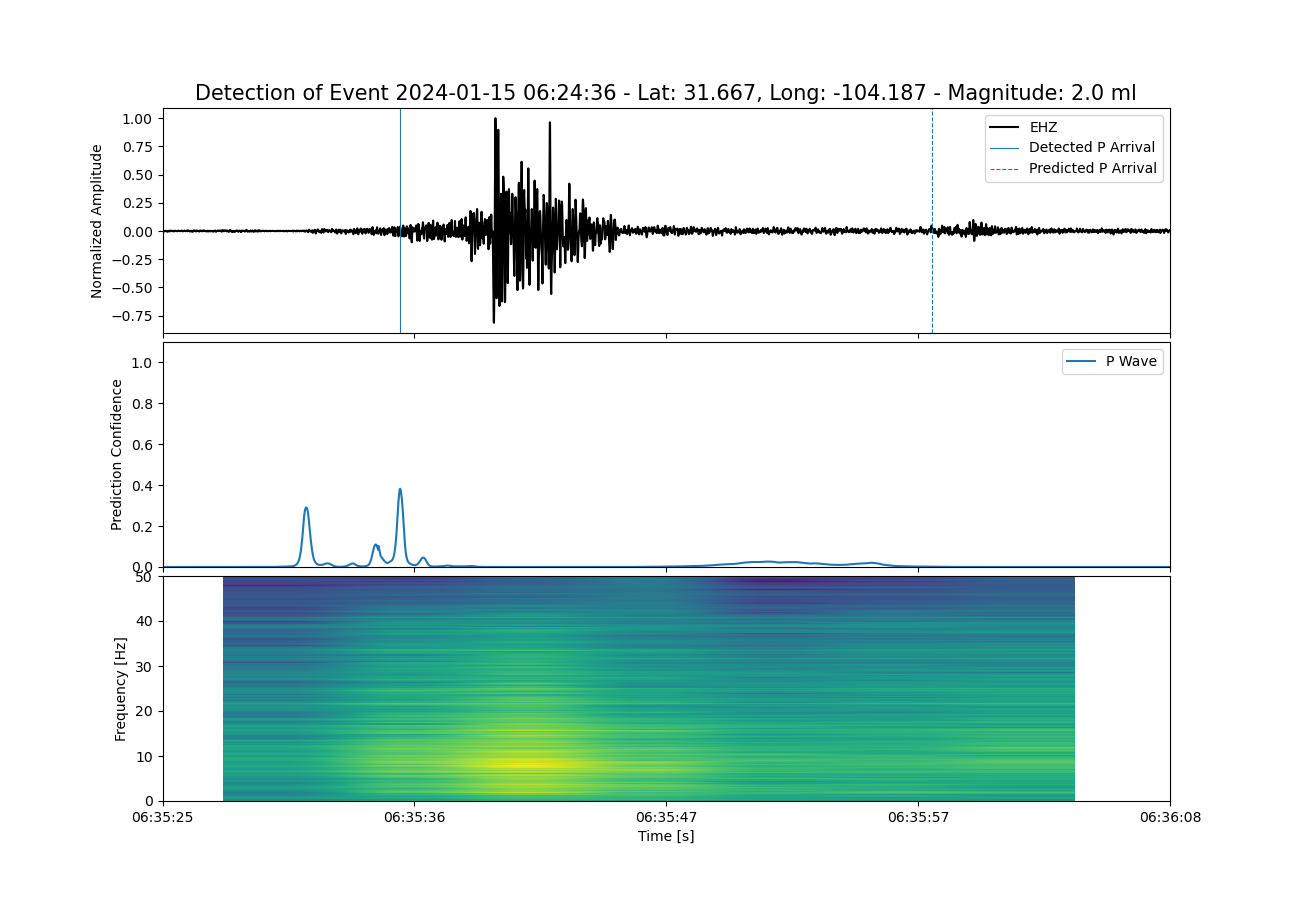 Detection of Event 2024-01-15 06:24:36 - Lat: 31.667, Long: -104.187 - Magnitude: 2.0 ml
Normalized Amplitude
1.00
0.75
0.50
0.25
0.00
−0.25
−0.50
−0.75
EHZ
Detected P Arrival
Predicted P Arrival
Prediction Confidence
1.0
0.8
0.6
0.4
0.2
0.0
P Wave
Frequency [Hz]
50
40
30
20
10
0
06:35:25 06:35:36 06:35:47 06:35:57 06:36:08
Time [s]